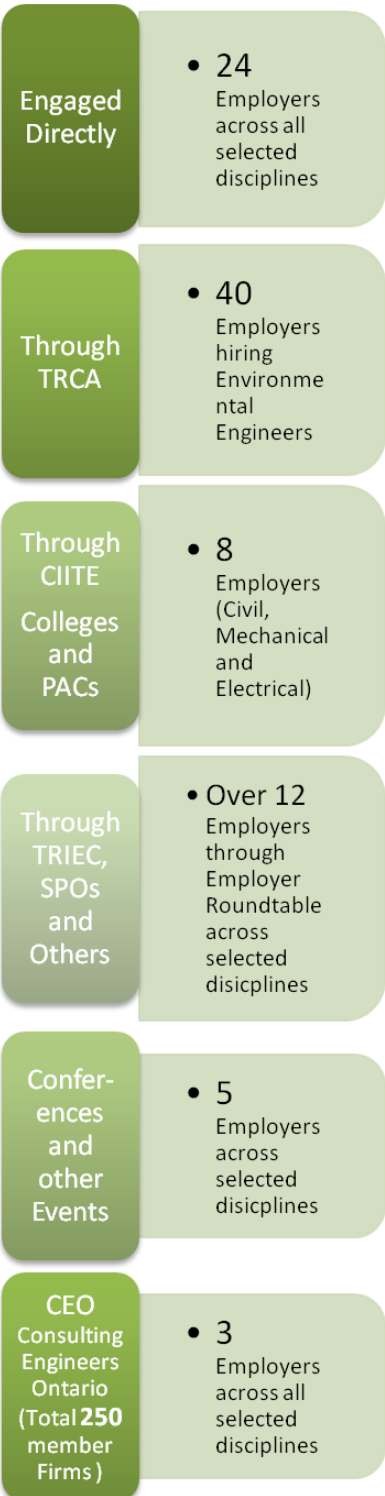 Engaged
Directly
• 24
Employers
across all
selected
disciplines
Through
TRCA
• 40
Employers
hiring
Environme
ntal
Engineers
Through
CIITE
Colleges
and
PACs
• 8
Employers
(Civil,
Mechanical
and
Electrical)
Through
TRIEC,
SPOs
and
Others
• Over 12
Employers
through
Employer
Roundtable
across
selected
disicplines
Confer-
ences
and
other
Events
• 5
Employers
across
selected
disicplines
CEO
Consulting
Engineers
Ontario
(Total 250
member
Firms )
• 3
Employers
across all
selected
disciplines